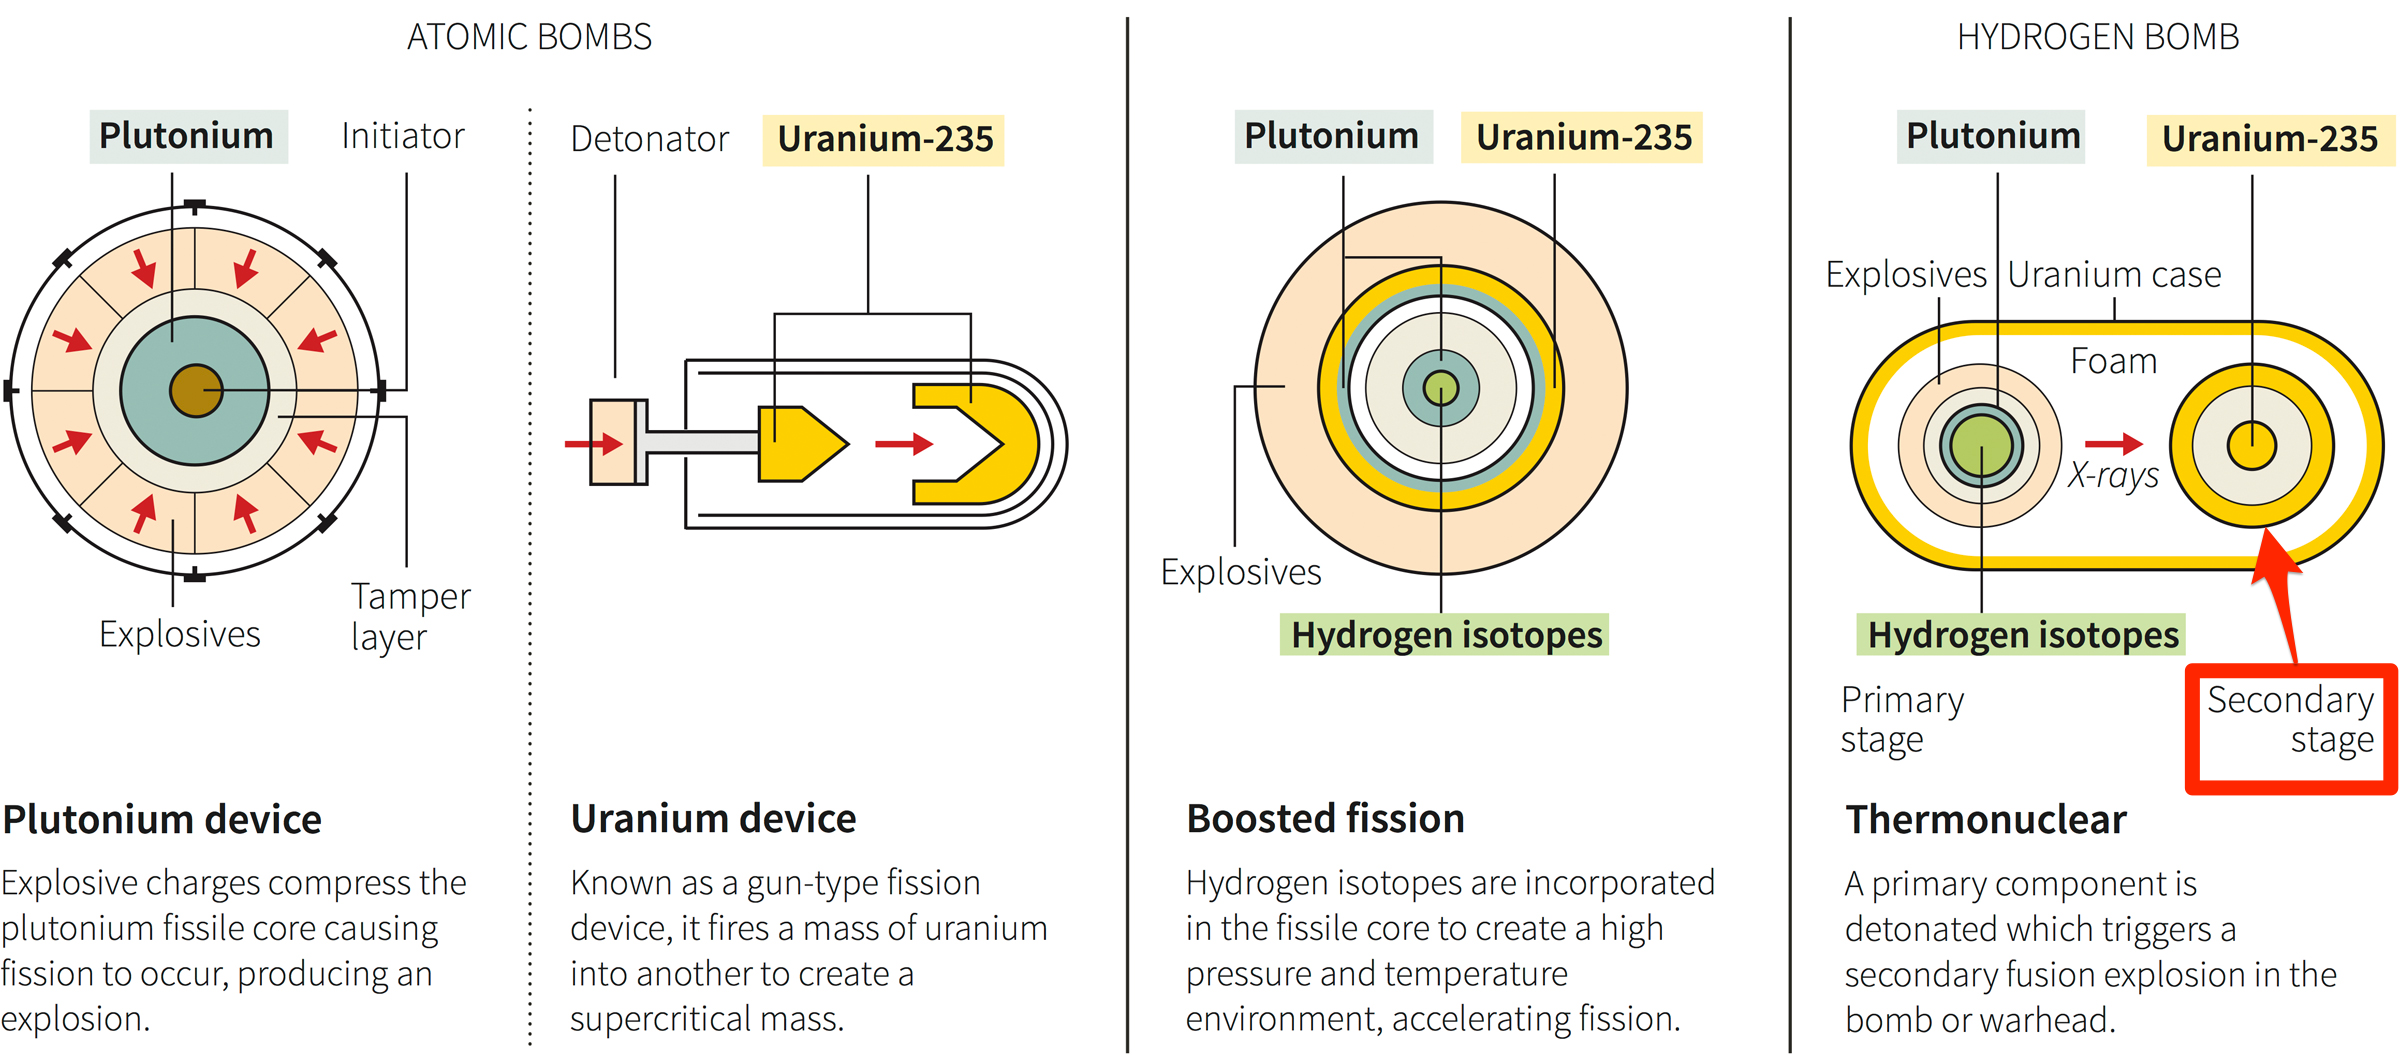 ATOMIC BOMBS
HYDROGEN BOMB
Plutonium
Initiator
Explosives
Tamper
layer
Plutonium device
Explosive charges compress the
plutonium fissile core causing
fission to occur, producing an
explosion.
Detonator
Uranium-235
Uranium device
Known as a gun-type fission
device, it fires a mass of uranium
into another to create a
supercritical mass.
Plutonium
Uranium-235
Explosives
Hydrogen isotopes
Boosted fission
Hydrogen isotopes are incorporated
in the fissile core to create a high
pressure and temperature
environment, accelerating fission.
Plutonium
Uranium-235
Explosives
Uranium case
Foam
X-rays
Hydrogen isotopes
Primary
stage
Secondary
stage
Thermonuclear
A primary component is
detonated which triggers a
secondary fusion explosion in the
bomb or warhead.